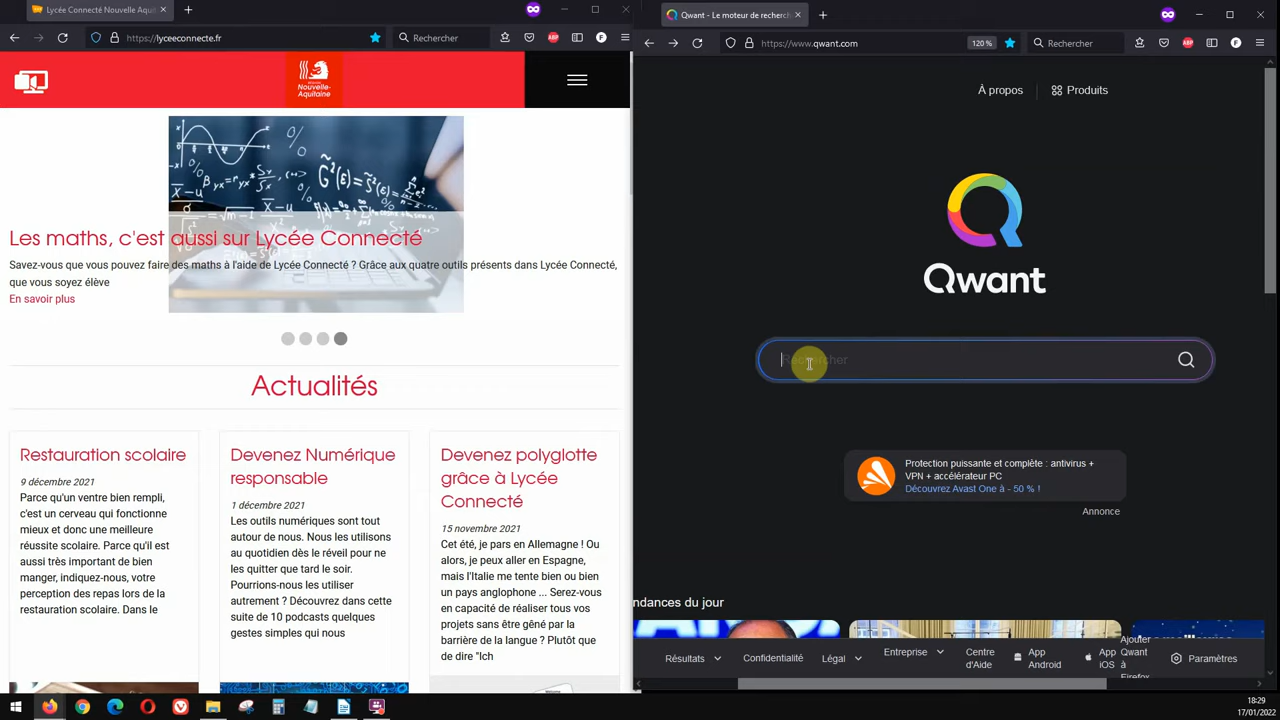 Lycée Connecté Nouvelle Aqui
https://lyceeconnecte.fr
Rechercher
ABP
F
RÉGION
Nouvelle-
Aquitaine
Les maths, c'est aussi sur Lycée Connecté
Savez-vous que vous pouvez faire des maths à l'aide de Lycée Connecté ? Grâce aux quatre outils présents dans Lycée Connecté,
que vous soyez élève
En savoir plus
Actualités
Restauration scolaire
9 décembre 2021
Parce qu'un ventre bien rempli,
c'est un cerveau qui fonctionne
mieux et donc une meilleure
réussite scolaire. Parce qu'il est
aussi très important de bien
manger, indiquez-nous, votre
perception des repas lors de la
restauration scolaire. Dans le
Devenez Numérique
responsable
1 décembre 2021
Les outils numériques sont tout
autour de nous. Nous les utilisons
au quotidien dès le réveil pour ne
les quitter que tard le soir.
Pourrions-nous les utiliser
autrement ? Découvrez dans cette
suite de 10 podcasts quelques
gestes simples qui nous
Devenez polyglotte
grâce à Lycée
Connecté
15 novembre 2021
Cet été, je pars en Allemagne ! Ou
alors, je peux aller en Espagne,
mais l'Italie me tente bien ou bien
un pays anglophone ... Serez-vous
en capacité de réaliser tous vos
projets sans être gêné par la
barrière de la langue ? Plutôt que
de dire "Ich
Qwant - Le moteur de recherch
https://www.qwant.com
120 %
Rechercher
ABP
F
À propos
Produits
Qwant
Rechercher
Protection puissante et complète : antivirus +
VPN + accélérateur PC
Découvrez Avast One à - 50 % !
Annonce
ndances du jour
Résultats
Confidentialité
Légal
Entreprise
Centre
d'Aide
App
Android
App
iOS
Ajouter
Qwant
à
Firefox
Paramètres
18:29
17/01/2022